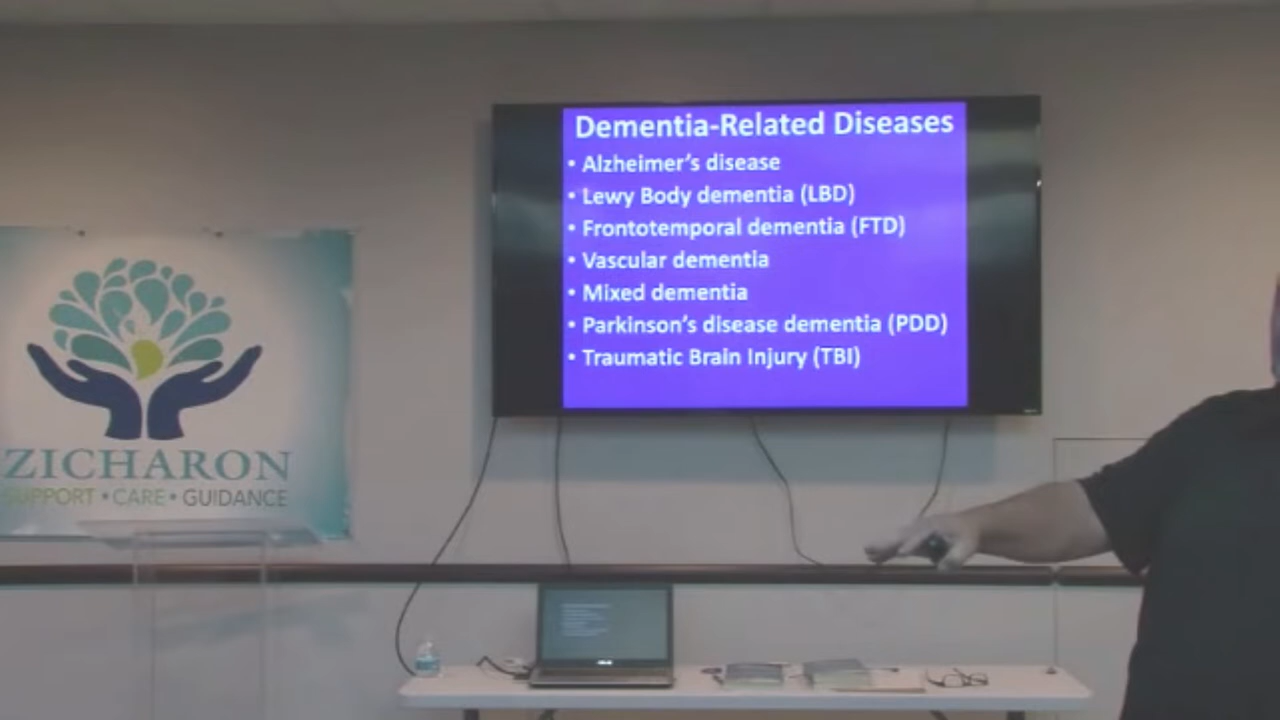 Dementia-Related Diseases
• Alzheimer's disease
• Lewy Body dementia (LBD)
• Frontotemporal dementia (FTD)
• Vascular dementia
• Mixed dementia
• Parkinson's disease dementia (PDD)
• Traumatic Brain Injury (TBI)
ZICHARON
SUPPORT • CARE • GUIDANCE
ASUS